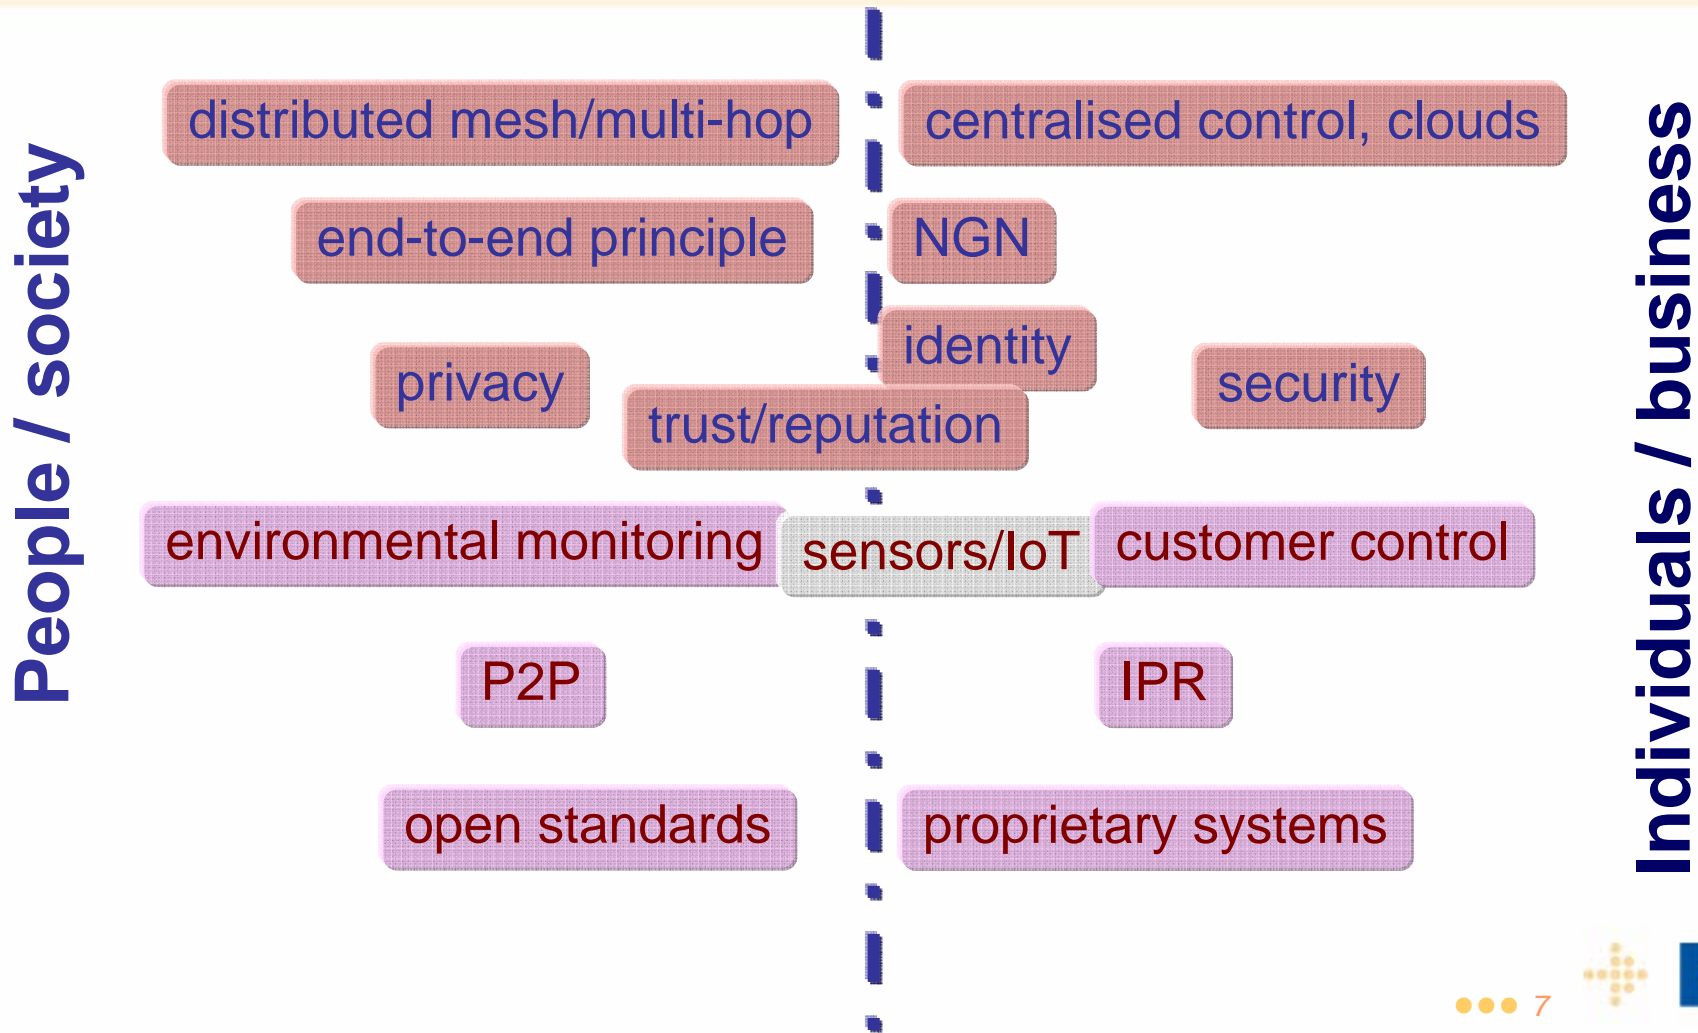 People / society
distributed mesh/multi-hop
centralised control, clouds
end-to-end principle
NGN
identity
privacy
security
trust/reputation
environmental monitoring
sensors/IoT
customer control
P2P
IPR
open standards
proprietary systems
Individuals / business
7